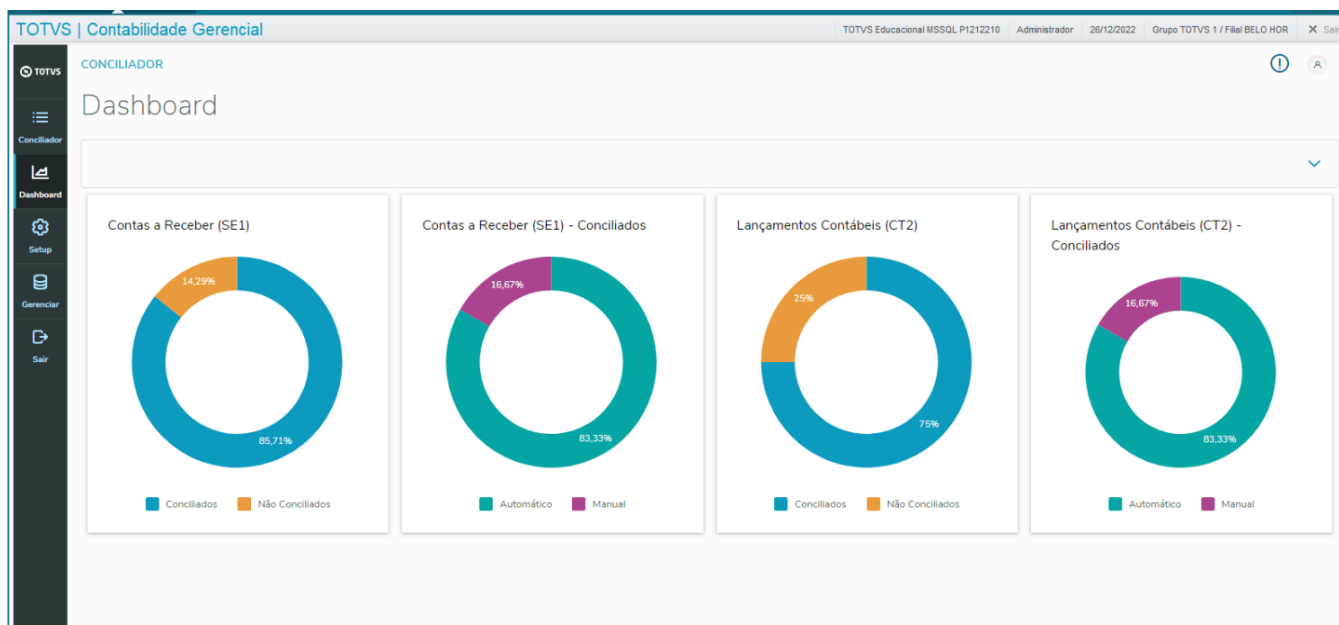 TOTVS | Contabilidade Gerencial
TOTVS Educacional MSSQL P1212210
Administrador
26/12/2022
Grupo TOTVS 1 / Filial BELO HOR
Sair
TOTVS
CONCILIADOR
Dashboard
Conciliador
Dashboard
Setup
Gerenciar
Sair
Contas a Receber (SE1)
14,29%
85,71%
Conciliados
Não Conciliados
Contas a Receber (SE1) - Conciliados
16,67%
83,33%
Automático
Manual
Lançamentos Contábeis (CT2)
25%
75%
Conciliados
Não Conciliados
Lançamentos Contábeis (CT2) -
Conciliados
16,67%
83,33%
Automático
Manual